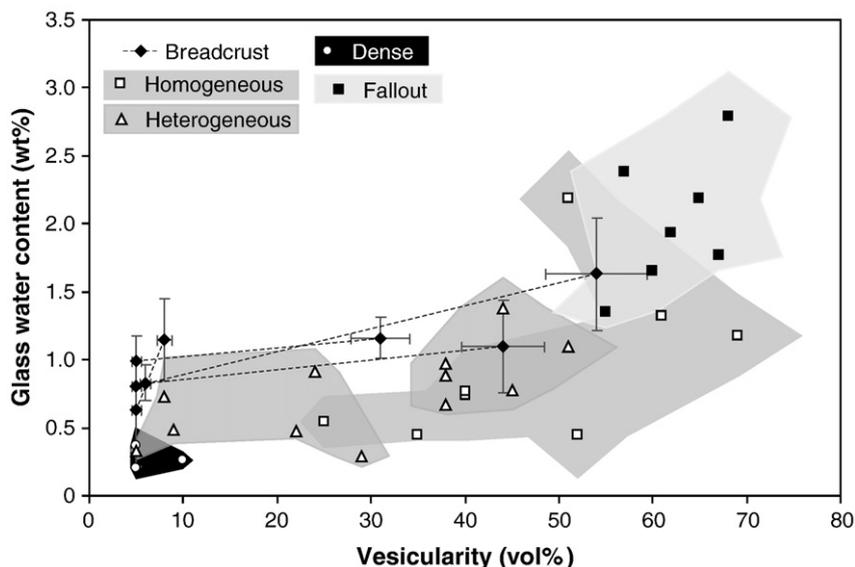 3.5
3.0
2.5
2.0
1.5
1.0
0.5
0
Glass water content (wt%)
Breadcrust
Dense
Homogeneous
Fallout
Heterogeneous
0 10 20 30 40 50 60 70 80
Vesicularity (vol%)